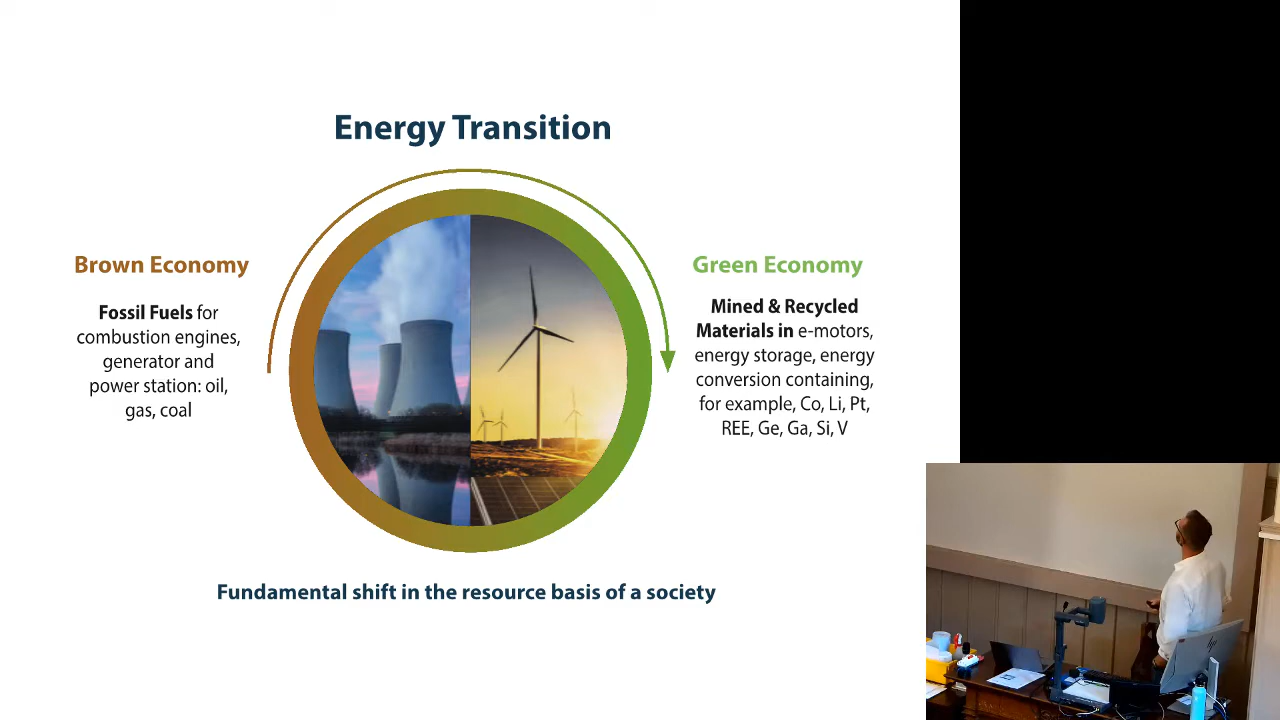 Energy Transition
Brown Economy
Fossil Fuels for
combustion engines,
generator and
power station: oil,
gas, coal
Green Economy
Mined & Recycled
Materials in e-motors,
energy storage, energy
conversion containing,
for example, Co, Li, Pt,
REE, Ge, Ga, Si, V
Fundamental shift in the resource basis of a society